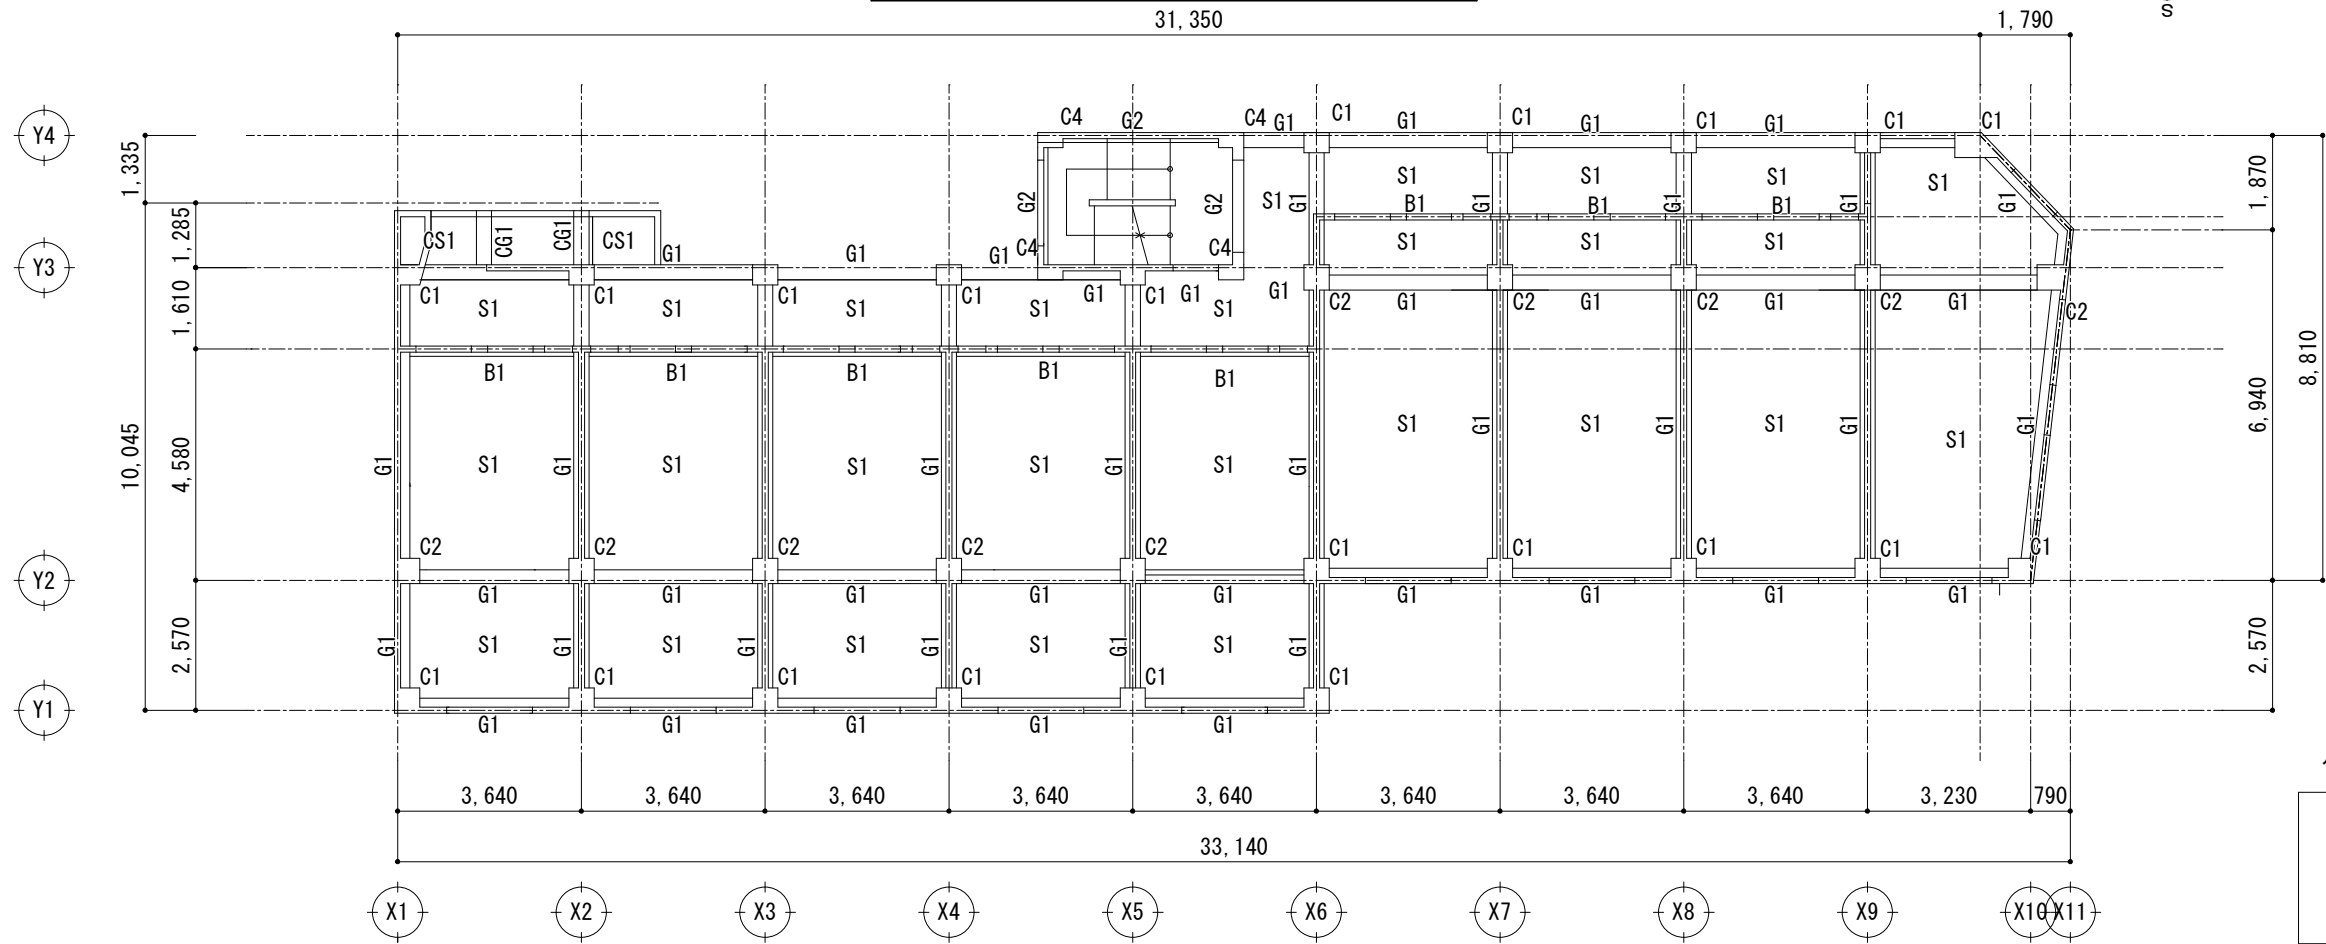 S
31,350
1,790
C4
G2
C4
G1
C1
G1
C1
G1
C1
G1
C1
C1
Y4
1,335
1,870
S1
S1
S1
S1
G2
G2
S1
G1
B1
G1
B1
G1
B1
G1
G1
1,285
CS1
CG1
CG1
CS1
G1
G1
G1
C4
C4
S1
S1
S1
Y3
C1
C1
C1
C1
G1
C1
G1
G1
C2
G1
C2
G1
C2
G1
C2
G1
C2
1,610
S1
S1
S1
S1
S1
8,810
B1
B1
B1
B1
B1
10,045
4,580
G1
S1
G1
S1
S1
G1
S1
G1
S1
G1
S1
G1
S1
G1
S1
G1
S1
G1
6,940
C2
C2
C2
C2
C2
C1
C1
C1
C1
C1
Y2
G1
G1
G1
G1
G1
G1
G1
G1
G1
2,570
G1
S1
G1
S1
G1
S1
G1
S1
G1
S1
G1
2,570
C1
C1
C1
C1
C1
C1
Y1
G1
G1
G1
G1
G1
3,640
3,640
3,640
3,640
3,640
3,640
3,640
3,640
3,230
790
33,140
X1
X2
X3
X4
X5
X6
X7
X8
X9
X10
X11